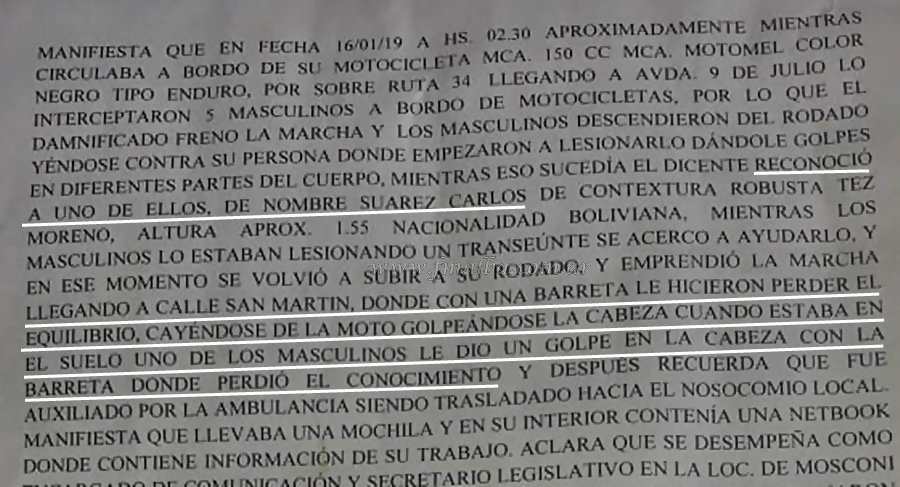 MANIFIESTA QUE EN FECHA 16/01/19 A HS. 02.30 APROXIMADAMENTE MIENTRAS
CIRCULABA A BORDO DE SU MOTOCICLETA MCA. 150 CC MCA. MOTOMEL COLOR
NEGRO TIPO ENDURO, POR SOBRE RUTA 34 LLEGANDO A AVDA. 9 DE JULIO LO
INTERCEPTARON 5 MASCULINOS A BORDO DE MOTOCICLETAS, POR LO QUE EL
DAMNIFICADO FRENO LA MARCHA Y LOS MASCULINOS DESCENDIERON DEL RODADO
YÉNDOSE CONTRA SU PERSONA DONDE EMPEZARON A LESIONARLO DÁNDOLE GOLPES
EN DIFERENTES PARTES DEL CUERPO, MIENTRAS ESO SUCEDÍA EL DICENTE RECONOCIÓ
A UNO DE ELLOS, DE NOMBRE SUAREZ CARLOS DE CONTEXTURA ROBUSTA TEZ
MORENO, ALTURA APROX. 1.55 NACIONALIDAD BOLIVIANA, MIENTRAS LOS
MASCULINOS LO ESTABAN LESIONANDO UN TRANSEÚNTE SE ACERCO A AYUDARLO, Y
EN ESE MOMENTO SE VOLVIÓ A SUBIR A SU RODADO Y EMPRENDIÓ LA MARCHA
LLEGANDO A CALLE SAN MARTIN, DONDE CON UNA BARRETA LE HICIERON PERDER EL
EQUILIBRIO, CAYÉNDOSE DE LA MOTO GOLPEÁNDOSE LA CABEZA CUANDO ESTABA EN
EL SUELO UNO DE LOS MASCULINOS LE DIO UN GOLPE EN LA CABEZA CON LA
BARRETA DONDE PERDIÓ EL CONOCIMIENTO Y DESPUÉS RECUERDA QUE FUE
AUXILIADO POR LA AMBULANCIA SIENDO TRASLADADO HACIA EL NOSOCOMIO LOCAL.
MANIFIESTA QUE LLEVABA UNA MOCHILA Y EN SU INTERIOR CONTENÍA UNA NETBOOK
DONDE CONTIENE INFORMACIÓN DE SU TRABAJO. ACLARA QUE SE DESEMPEÑA COMO
ENCARGADO DE COMUNICACIÓN Y SECRETARIO LEGISLATIVO EN LA LOC. DE MOSCONI